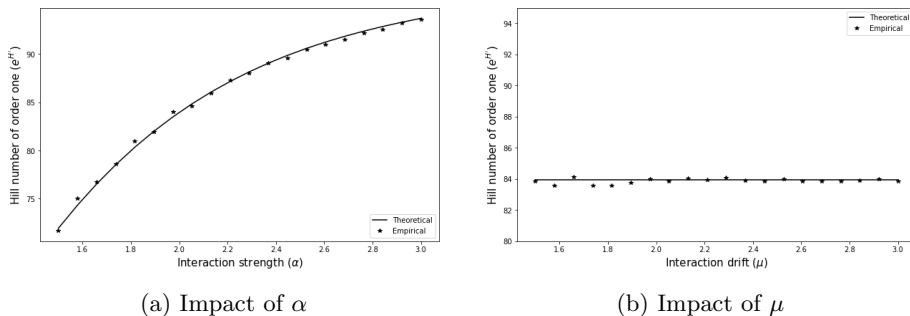 90
85
80
75
Hill number of order one (e^{H'})
Theoretical
Empirical
1.6 1.8 2.0 2.2 2.4 2.6 2.8 3.0
Interaction strength (α)
94
92
90
88
86
84
82
80
Hill number of order one (e^{H'})
Theoretical
Empirical
1.6 1.8 2.0 2.2 2.4 2.6 2.8 3.0
Interaction drift (μ)
(a) Impact of α
(b) Impact of μ